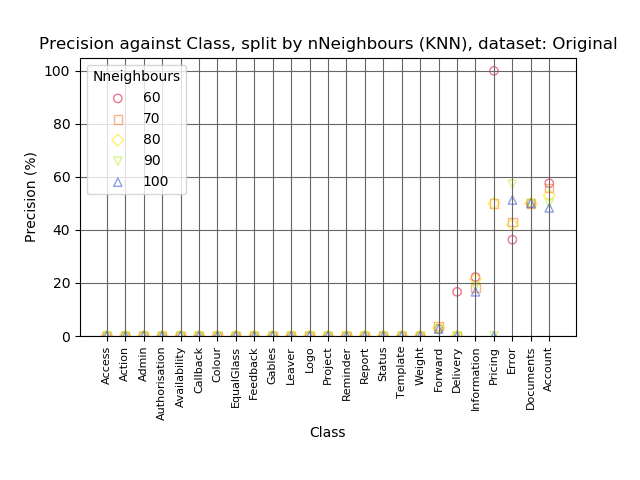 Precision against Class, split by nNeighbours (KNN), dataset: Original
Nneighbours
60
70
80
90
100
Precision (%)
100
80
60
40
20
0
Access
Action
Admin
Authorisation
Availability
Callback
Colour
EqualGlass
Feedback
Gables
Leaver
Logo
Project
Reminder
Report
Status
Template
Weight
Forward
Delivery
Information
Pricing
Error
Documents
Account
Class